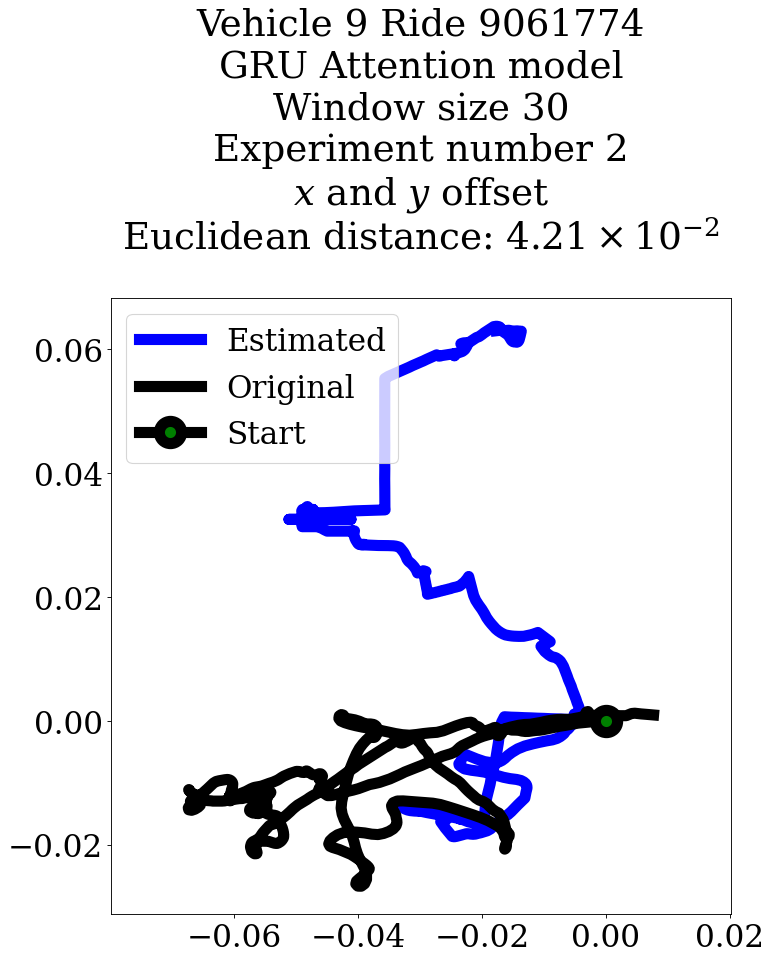 Vehicle 9 Ride 9061774
GRU Attention model
Window size 30
Experiment number 2
x and y offset
Euclidean distance: 4.21 × 10⁻²
Estimated
Original
Start
0.06
0.04
0.02
0.00
−0.02
−0.06 −0.04 −0.02 0.00 0.02